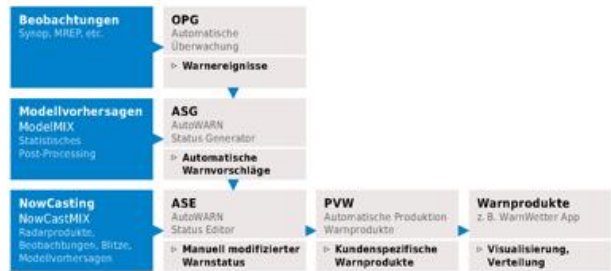 Beobachtungen
Synop, MREP, etc.
OPG
Automatische
Überwachung
▹ Warnereignisse
Modellvorhersagen
ModelMIX
Statistisches
Post-Processing
ASG
AutoWARN
Status Generator
▹ Automatische
Warnvorschläge
NowCasting
NowCastMIX
Radarprodukte,
Beobachtungen, Blitze,
Modellvorhersagen
ASE
AutoWARN
Status Editor
▹ Manuell modifizierter
Warnstatus
PVW
Automatische Produktion
Warnprodukte
▹ Kundenspezifische
Warnprodukte
Warnprodukte
z. B. WarnWetter App
▹ Visualisierung,
Verteilung